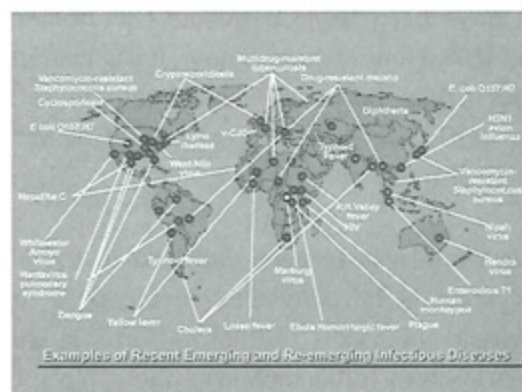 Multidrug-resistant
tuberculosis
Vancomycin-resistant
Staphylococcus aureus
Cryptosporidiosis
Drug-resistant malaria
Cyclosporiasis
E. coli O157:H7
E. coli O157:H7
Diphtheria
H5N1
avian
influenza
Lyme
disease
v-CJD
Typhoid
Fever
West Nile
virus
Vancomycin-
resistant
Staphylococcus
aureus
Hepatitis C
Rift Valley
fever
HIV
Nipah
virus
Whitewater
Arroyo
virus
Typhoid fever
Hendra
virus
Hantavirus
pulmonary
syndrome
Marburg
virus
Enterovirus 71
Human
monkeypox
Dengue
Yellow fever
Cholera
Lassa fever
Ebola Hemorrhagic fever
Plague
Examples of Recent Emerging and Re-emerging Infectious Diseases